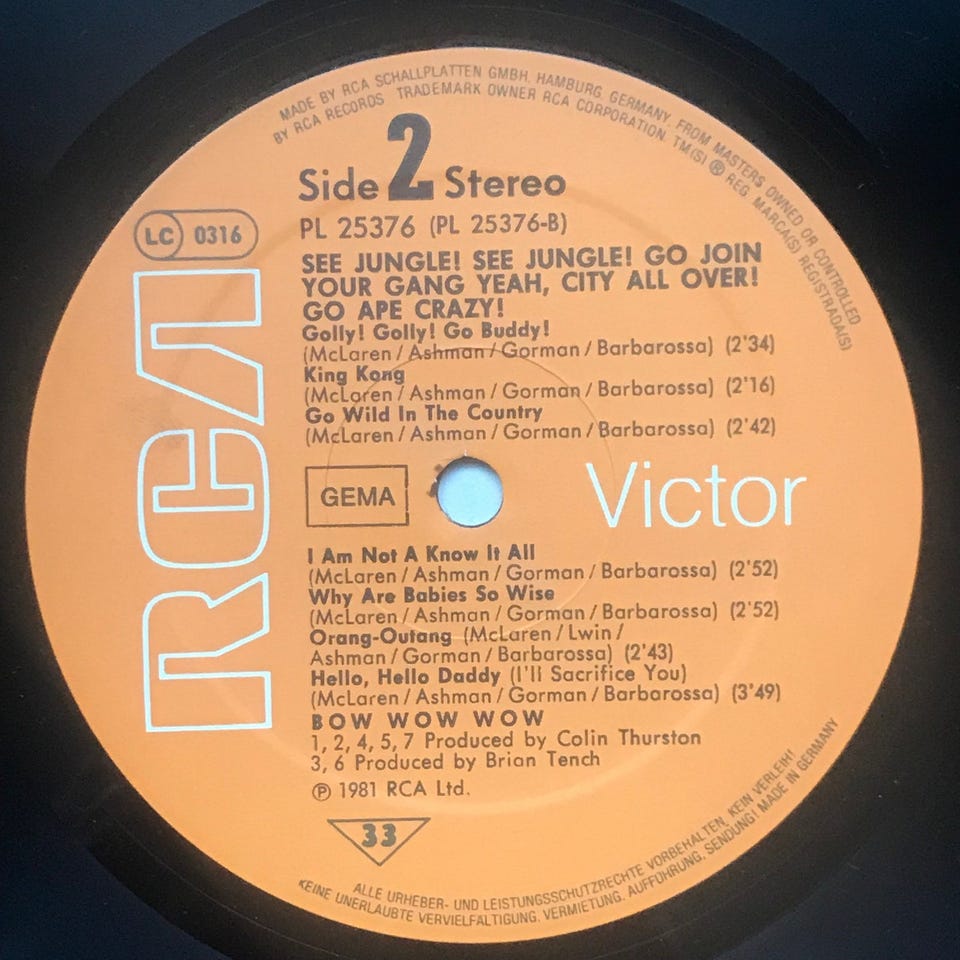 MADE BY RCA SCHALLPLATTEN GMBH. HAMBURG. GERMANY. FROM MASTERS OWNED OR CONTROLLED
BY RCA RECORDS TRADEMARK OWNER RCA CORPORATION. TM(S) ® REG. MARCA(S) REGISTRADA(S)
Side 2 Stereo
PL 25376 (PL 25376-B)
LC 0316
SEE JUNGLE! SEE JUNGLE! GO JOIN
YOUR GANG YEAH, CITY ALL OVER!
GO APE CRAZY!
Golly! Golly! Go Buddy!
(McLaren/Ashman/Gorman/Barbarossa) (2'34)
King Kong
(McLaren/Ashman/Gorman/Barbarossa) (2'16)
Go Wild In The Country
(McLaren/Ashman/Gorman/Barbarossa) (2'42)
RCA
GEMA
Victor
I Am Not A Know It All
(McLaren/Ashman/Gorman/Barbarossa) (2'52)
Why Are Babies So Wise
(McLaren/Ashman/Gorman/Barbarossa) (2'52)
Orang-Outang (McLaren/Lwin/
Ashman/Gorman/Barbarossa) (2'43)
Hello, Hello Daddy (I'll Sacrifice You)
(McLaren/Ashman/Gorman/Barbarossa) (3'49)
BOW WOW WOW
1, 2, 4, 5, 7 Produced by Colin Thurston
3, 6 Produced by Brian Tench
℗ 1981 RCA Ltd.
33
ALLE URHEBER- UND LEISTUNGSSCHUTZRECHTE VORBEHALTEN, KEIN VERLEIH!
KEINE UNERLAUBTE VERVIELFÄLTIGUNG, VERMIETUNG, AUFFÜHRUNG, SENDUNG! MADE IN GERMANY